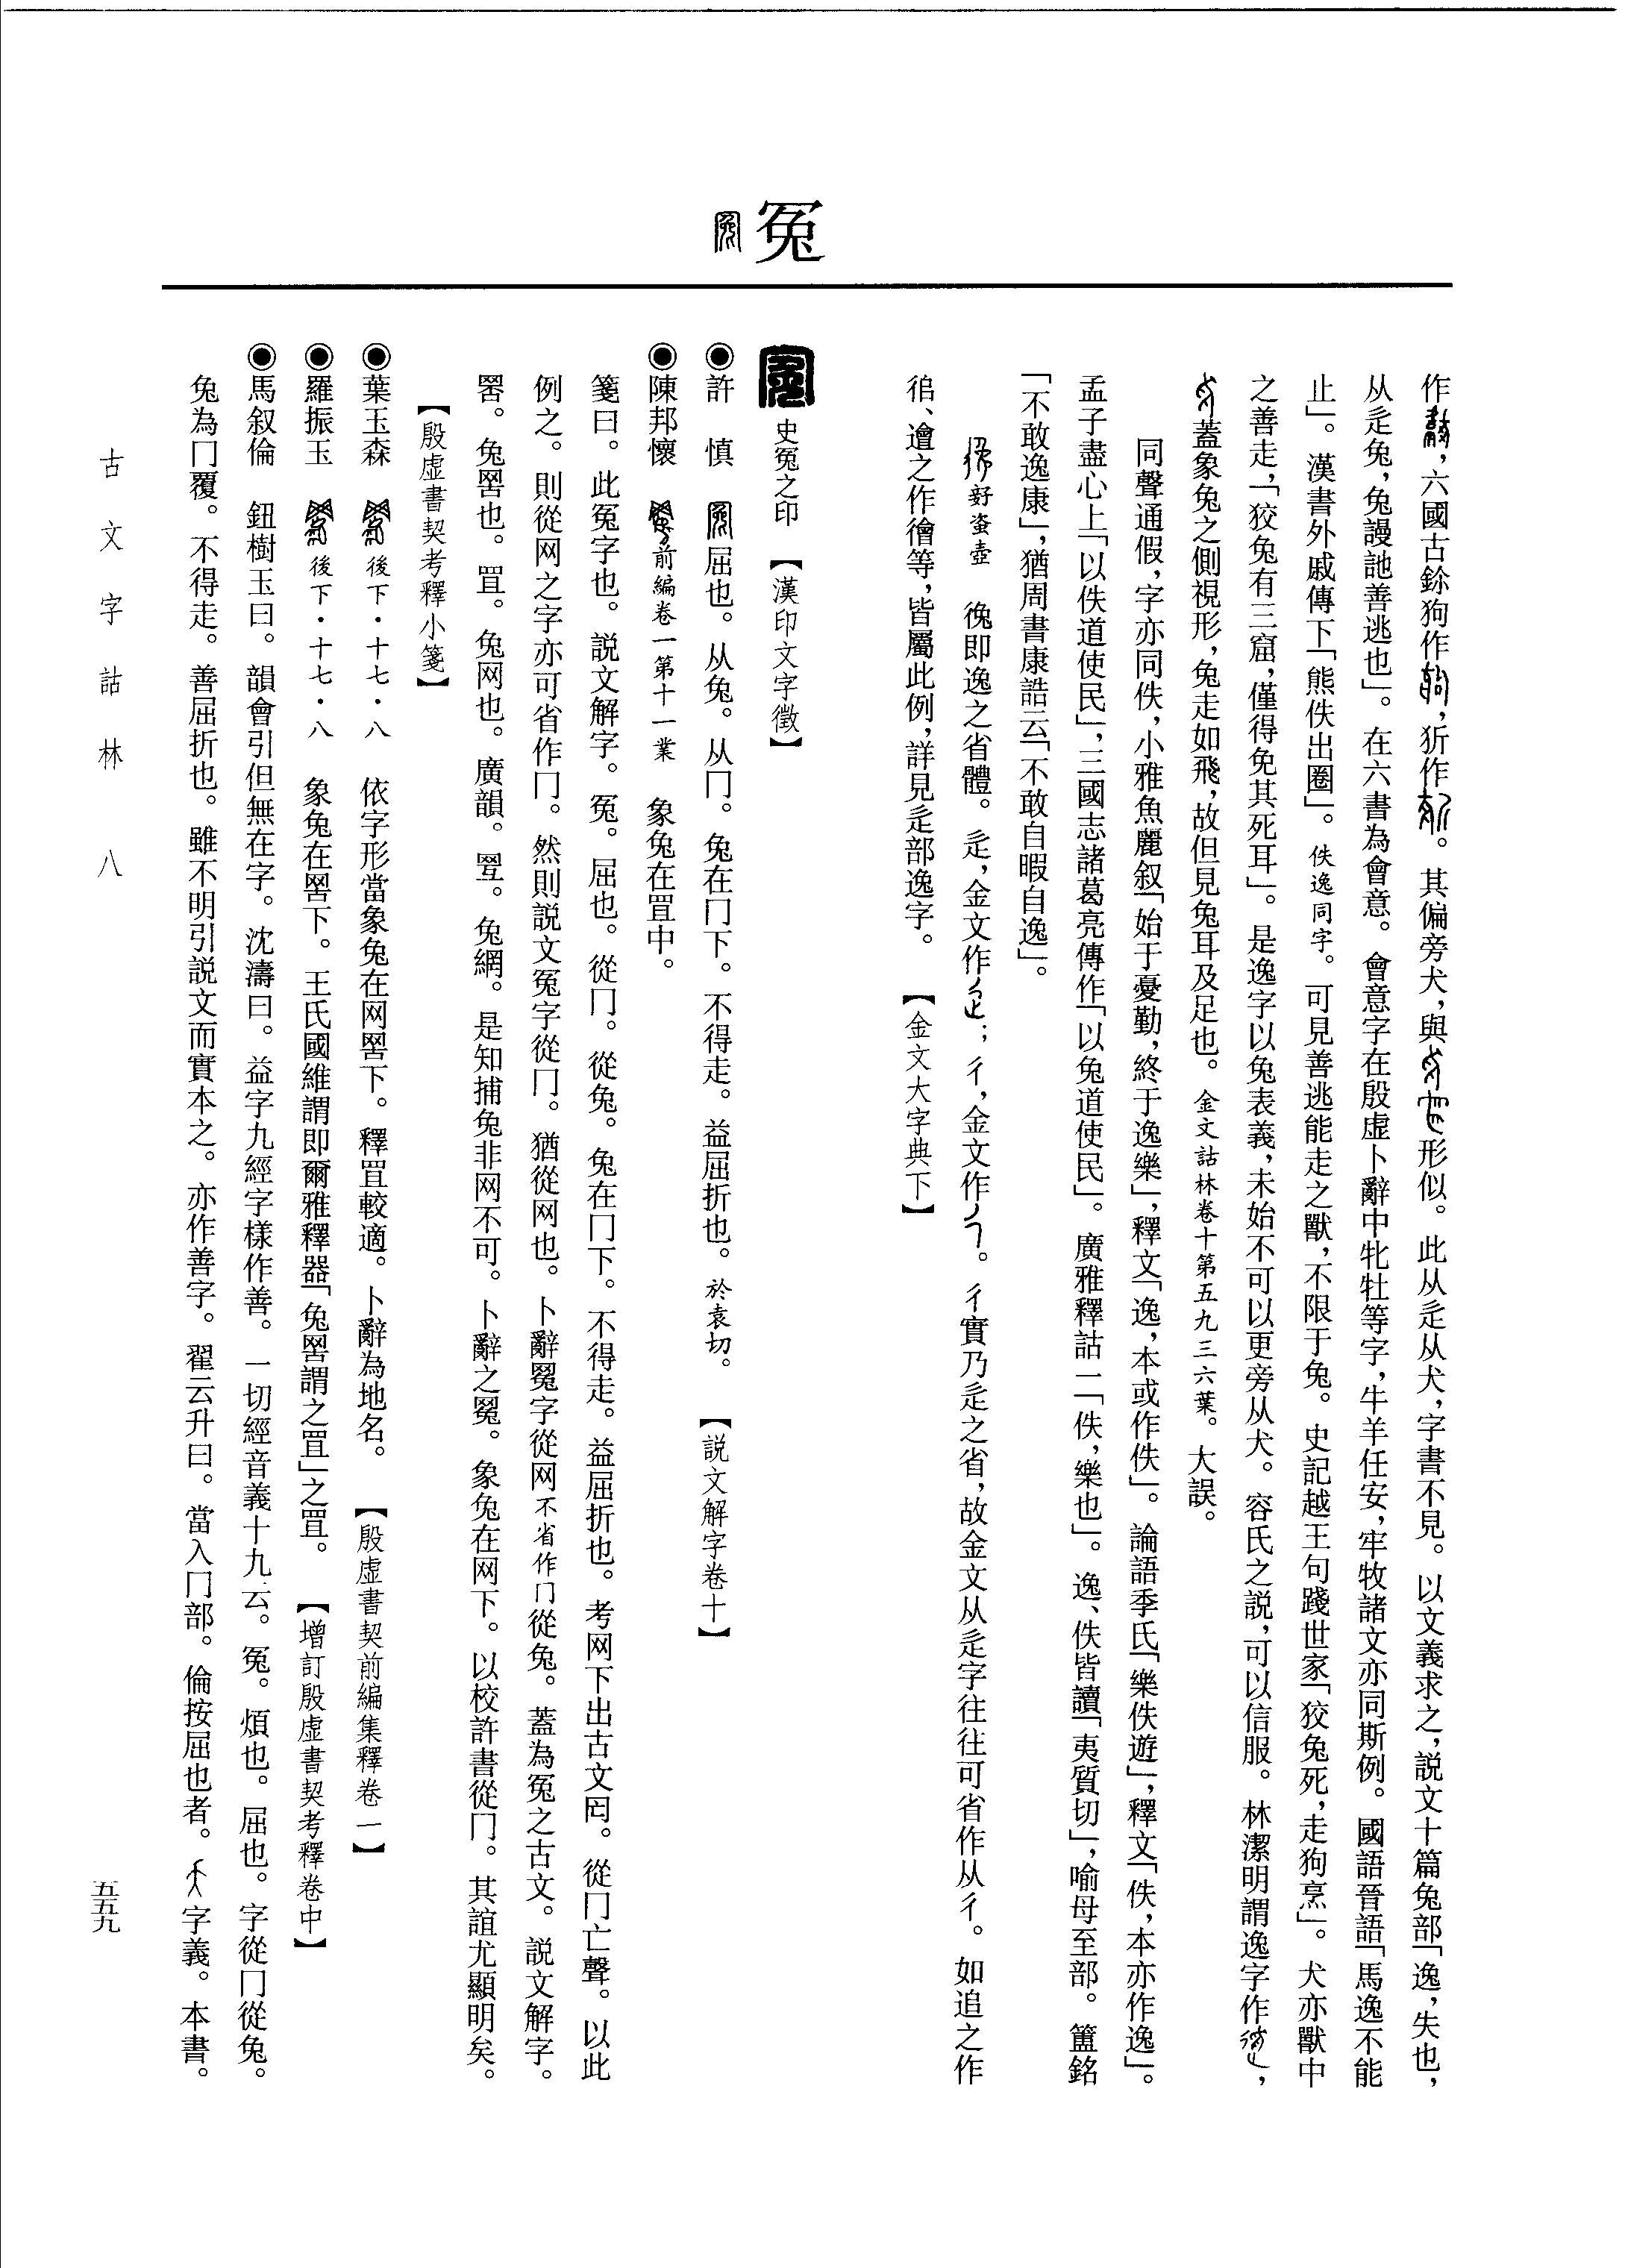 冤
作，六國古鉨狗作，狾作。其偏旁犬，與形似。此从辵从犬，字書不見。以文義求之，説文十篇兔部「逸，失也，
从辵兔，兔謾訑善逃也」。在六書為會意。會意字在殷虛卜辭中牝牡等字，牛羊任安，牢牧諸文亦同斯例。國語晉語「馬逸不能
止」。漢書外戚傳下「熊佚出圈」。佚逸同字。可見善逃能走之獸，不限于兔。史記越王句踐世家「狡兔死，走狗烹」。犬亦獸中
之善走，「狡兔有三窟，僅得免其死耳」。是逸字以兔表義，未始不可以更旁从犬。容氏之説，可以信服。林潔明謂逸字作，
蓋象兔之側視形，兔走如飛，故但見兔耳及足也。金文詁林卷十第五九三六葉。大誤。
同聲通假，字亦同佚，小雅魚麗叙「始于憂勤，終于逸樂」，釋文「逸，本或作佚」。論語季氏「樂佚遊」，釋文「佚，本亦作逸」。
孟子盡心上「以佚道使民」，三國志諸葛亮傳作「以逸道使民」。廣雅釋詁一「佚，樂也」。逸、佚皆讀「夷質切」，喻母至部。簠銘
「不敢逸康」，猶周書康誥云「不敢自暇自逸」。
䚂蚉壺　㕙即逸之省體。辵，金文作；彳，金文作。彳實乃辵之省，故金文从辵字往往可省作从彳。如追之作
徣、邅之作徻等，皆屬此例，詳見辵部逸字。【金文大字典下】
史冤之印　【漢印文字徵】
◉許　慎　屈也。从兔。从冂。兔在冂下。不得走。益屈折也。於袁切。【説文解字卷十】
◉陳邦懷　前編卷一第十一葉　象兔在罝中。
箋曰。此冤字也。説文解字。冤。屈也。從冂。從兔。兔在冂下。不得走。益屈折也。考网下出古文𦉸。從冂亡聲。以此
例之。則從网之字亦可省作冂。然則説文冤字從冂。猶從网也。卜辭字從网不省作冂從兔。蓋為冤之古文。説文解字。
罟。兔罟也。罝。兔网也。廣韻。䍓。兔網。是知捕兔非网不可。卜辭之。象兔在网下。以校許書從冂。其誼尤顯明矣。
【殷虛書契考釋小箋】
◉葉玉森　後下・十七・八　依字形當象兔在网罟下。釋罝較適。卜辭為地名。【殷虛書契前編集釋卷一】
◉羅振玉　後下・十七・八　象兔在罟下。王氏國維謂即爾雅釋器「兔罟謂之罝」之罝。【增訂殷虛書契考釋卷中】
◉馬叙倫　鈕樹玉曰。韻會引但無在字。沈濤曰。益字九經字樣作善。一切經音義十九云。冤。煩也。屈也。字從冂從兔。
兔為冂覆。不得走。善屈折也。雖不明引説文而實本之。亦作善字。翟云升曰。當入冂部。倫按屈也者。字義。本書。
古文字詁林　八
五五九